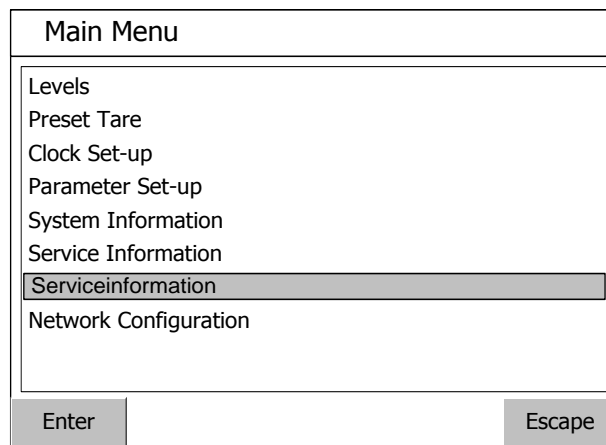 Main Menu
Levels
Preset Tare
Clock Set-up
Parameter Set-up
System Information
Service Information
Serviceinformation
Network Configuration
Enter
Escape